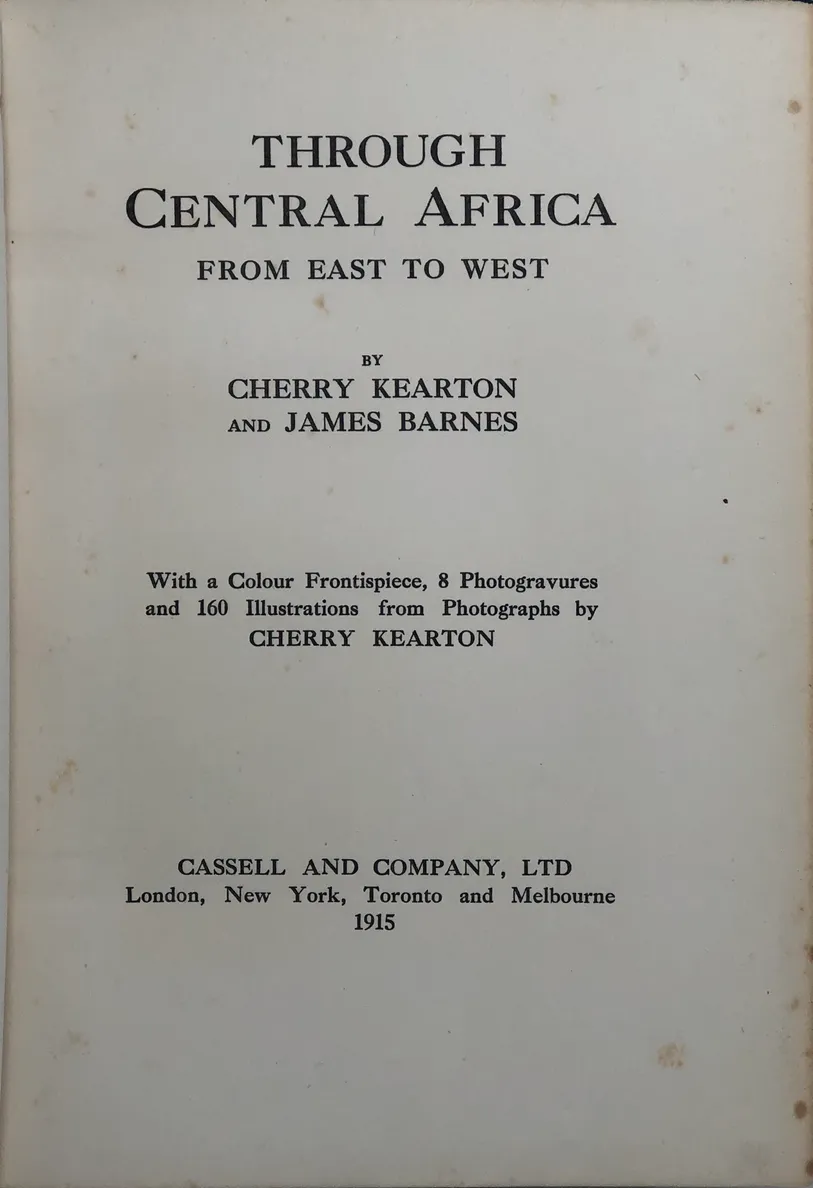 THROUGH
CENTRAL AFRICA
FROM EAST TO WEST
BY
CHERRY KEARTON
AND JAMES BARNES
With a Colour Frontispiece, 8 Photogravures
and 160 Illustrations from Photographs by
CHERRY KEARTON
CASSELL AND COMPANY, LTD
London, New York, Toronto and Melbourne
1915